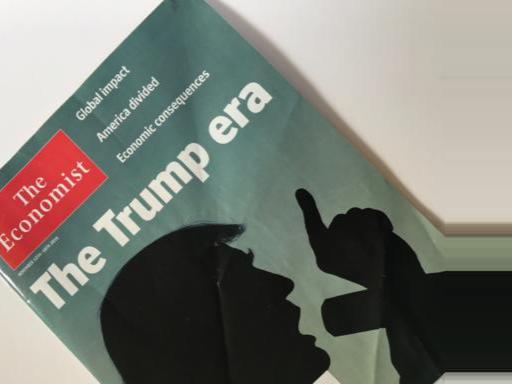 Global impact
America divided
Economic consequences
The
Economist
The Trump era